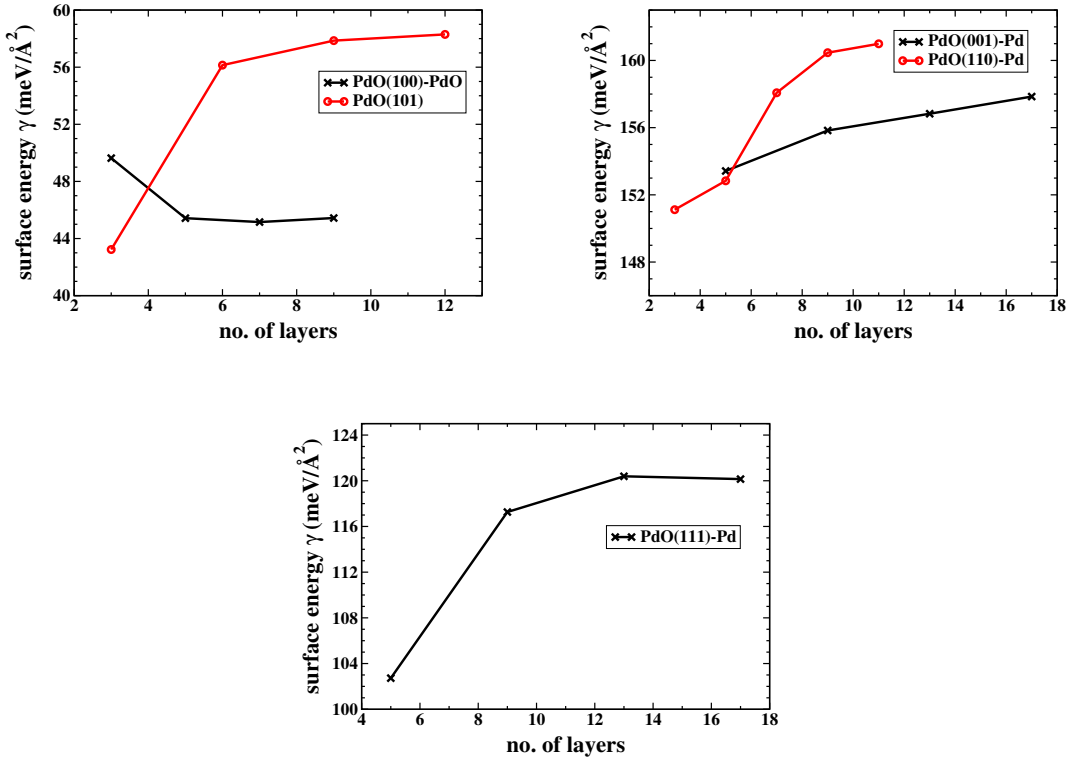 surface energy γ (meV/Å²)
60
56
52
48
44
40
PdO(100)-PdO
PdO(101)
2 4 6 8 10 12
no. of layers
surface energy γ (meV/Å²)
160
156
152
148
PdO(001)-Pd
PdO(110)-Pd
2 4 6 8 10 12 14 16 18
no. of layers
surface energy γ (meV/Å²)
124
120
116
112
108
104
100
PdO(111)-Pd
4 6 8 10 12 14 16 18
no. of layers